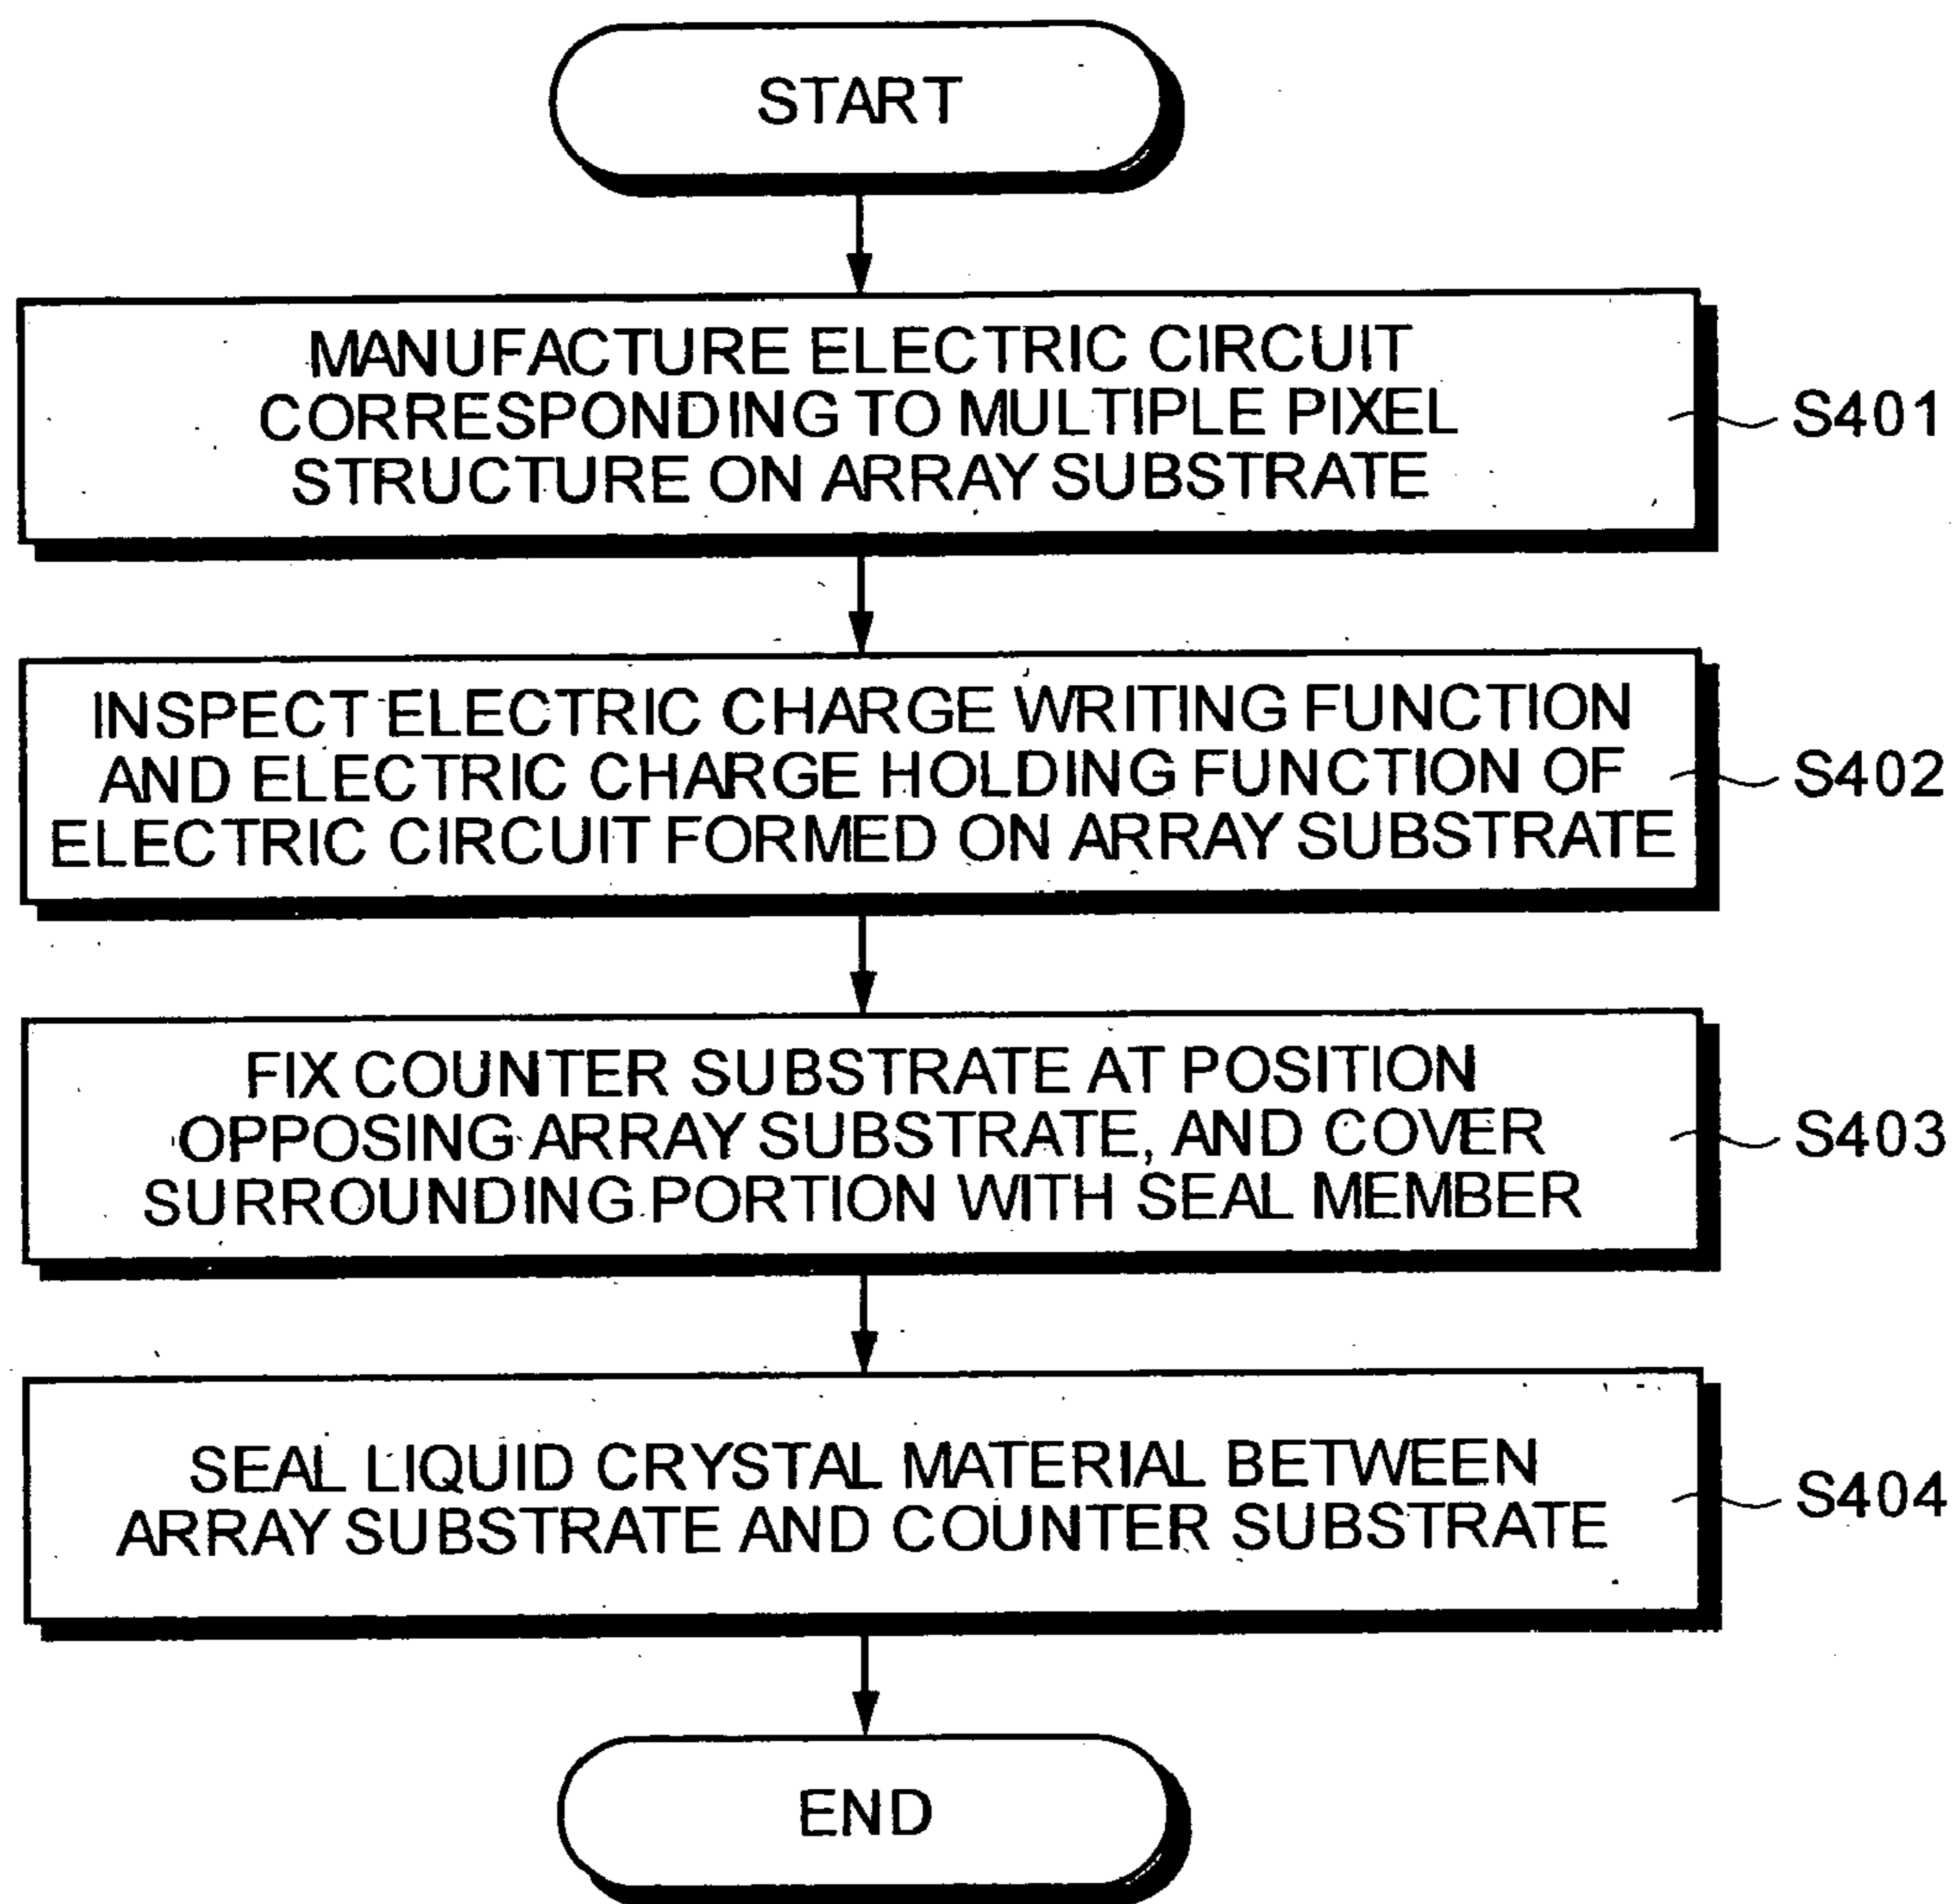 START
MANUFACTURE ELECTRIC CIRCUIT
CORRESPONDING TO MULTIPLE PIXEL
STRUCTURE ON ARRAY SUBSTRATE
S401
INSPECT ELECTRIC CHARGE WRITING FUNCTION
AND ELECTRIC CHARGE HOLDING FUNCTION OF
ELECTRIC CIRCUIT FORMED ON ARRAY SUBSTRATE
S402
FIX COUNTER SUBSTRATE AT POSITION
OPPOSING ARRAY SUBSTRATE, AND COVER
SURROUNDING PORTION WITH SEAL MEMBER
S403
SEAL LIQUID CRYSTAL MATERIAL BETWEEN
ARRAY SUBSTRATE AND COUNTER SUBSTRATE
S404
END